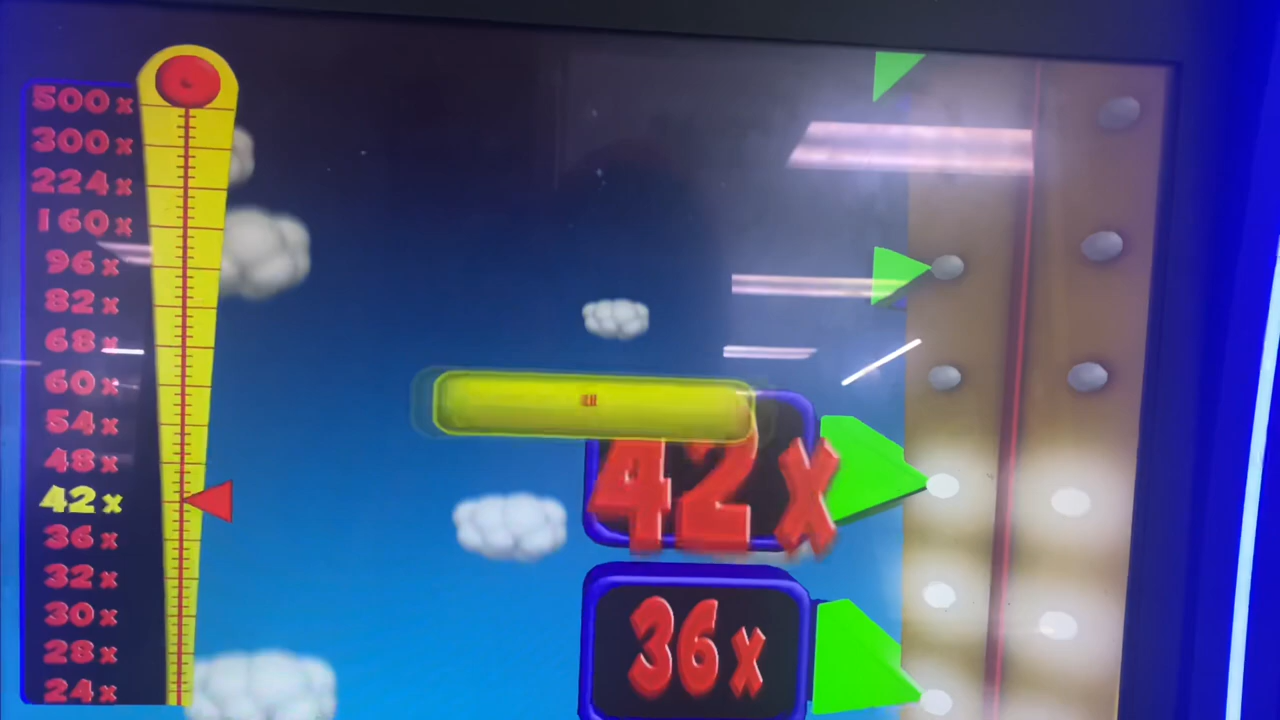 500x
300x
224x
160x
96x
82x
68x
60x
54x
48x
42x
36x
32x
30x
28x
24x
42x
36x